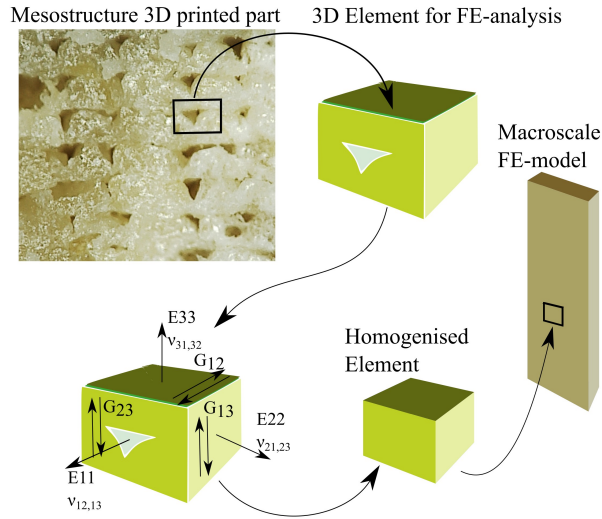 Mesostructure 3D printed part
3D Element for FE-analysis
Macroscale
FE-model
E33
ν31,32
G12
G23
G13
E22
ν21,23
E11
ν12,13
Homogenised
Element